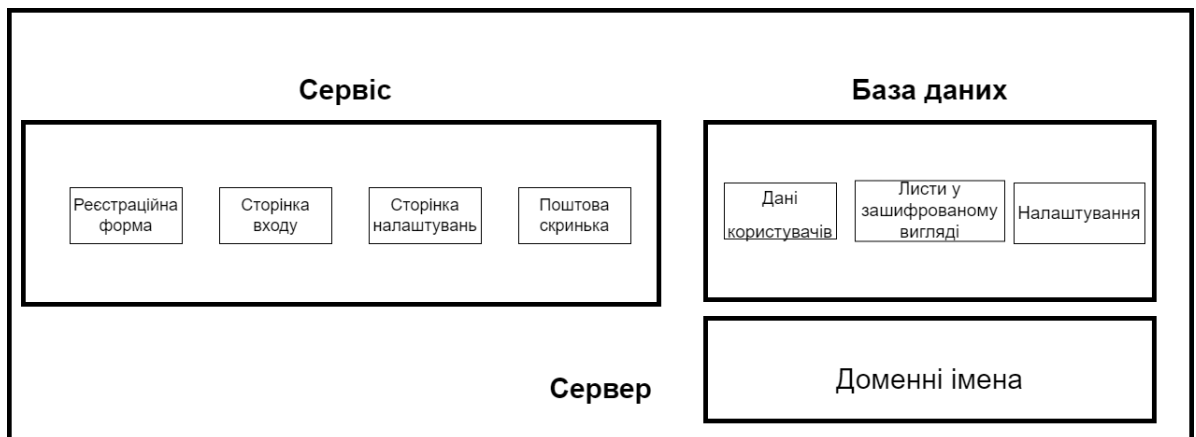 Сервіс
База даних
Реєстраційна
форма
Сторінка
входу
Сторінка
налаштувань
Поштова
скринька
Дані
користувачів
Листи у
зашифрованому
вигляді
Налаштування
Сервер
Доменні імена